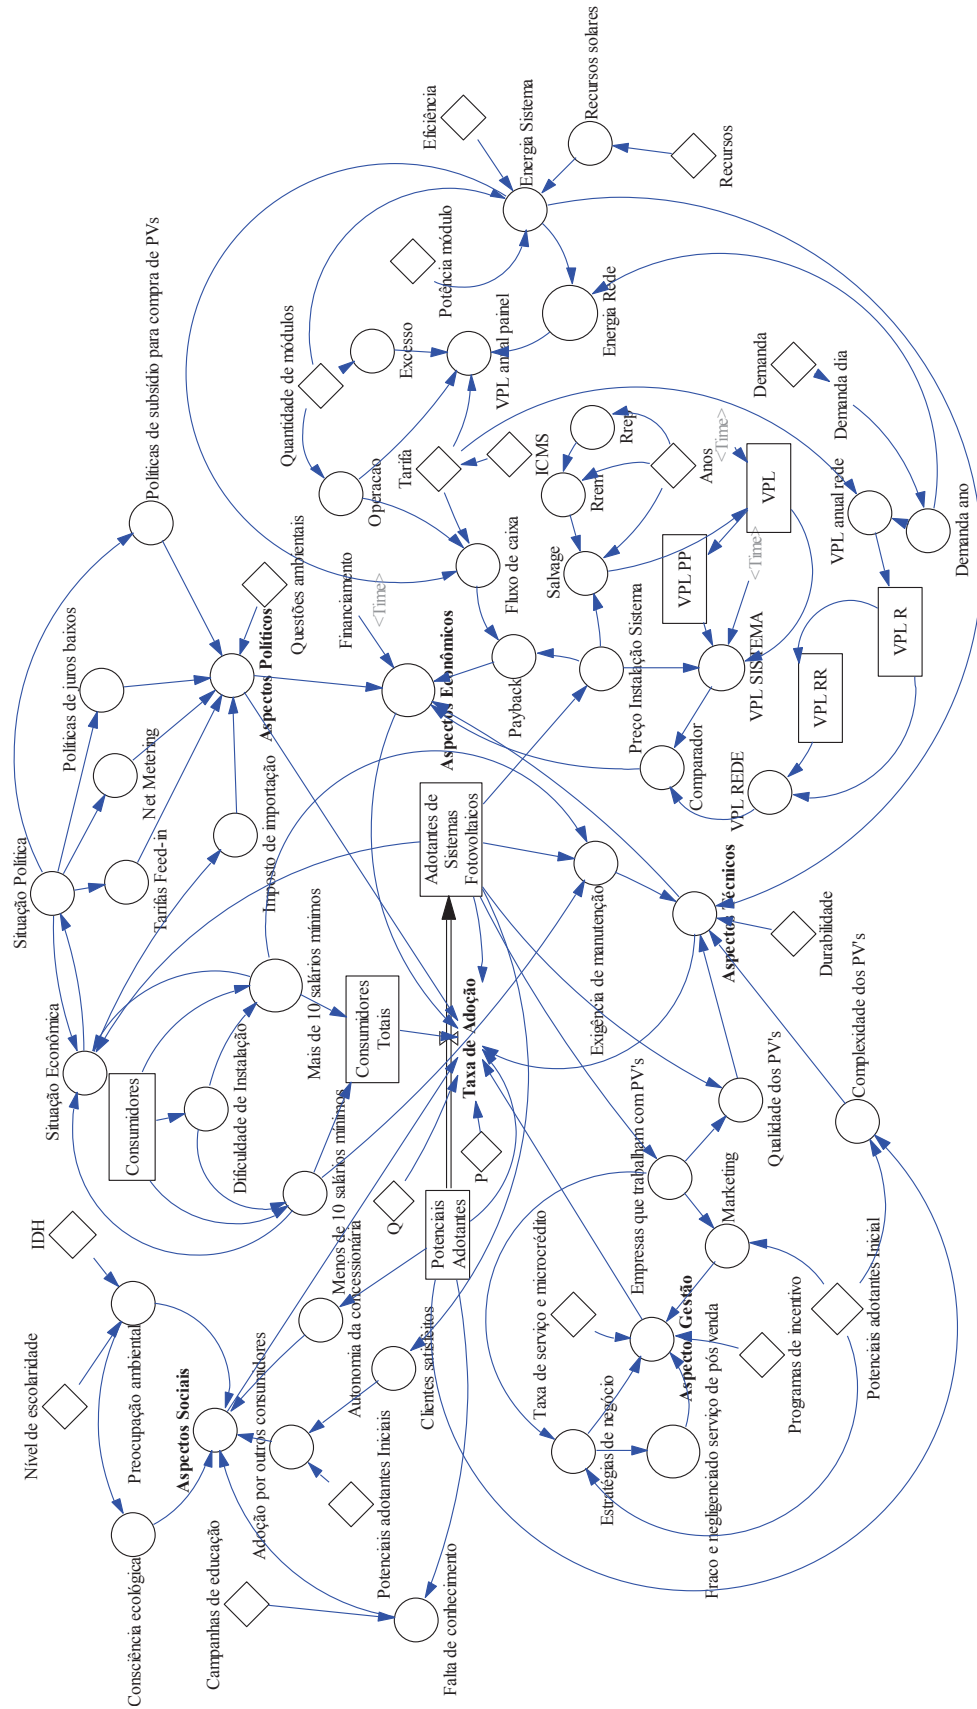 Consciência ecológica
Nível de escolaridade
IDH
Preocupação ambiental
Campanhas de educação
Aspectos Sociais
Adoção por outros consumidores
Potenciais adotantes Iniciais
Falta de conhecimento
Autonomia da concessionária
Clientes satisfeitos
Situação Econômica
Consumidores
Dificuldade de Instalação
Menos de 10 salários mínimos
Mais de 10 salários mínimos
Consumidores
Totais
Q
P
Potenciais
Adotantes
Taxa de Adoção
Adotantes de
Sistemas
Fotovoltaicos
Situação Política
Tarifas Feed-in
Net Metering
Políticas de juros baixos
Políticas de subsídio para compra de PVs
Imposto de importação
Aspectos Políticos
Questões ambientais
Financiamento
<Time>
Aspectos Econômicos
Quantidade de módulos
Operacao
Excesso
Tarifa
ICMS
Fluxo de caixa
Payback
VPL anual painel
Potência módulo
Eficiência
Energia Sistema
Recursos solares
Recursos
Energia Rede
Salvage
Rrem
Rrep
Anos
Preço Instalação Sistema
VPL PP
VPL
<Time>
<Time>
VPL SISTEMA
Comparador
VPL REDE
VPL RR
VPL R
VPL anual rede
Demanda
Demanda dia
Demanda ano
Exigência de manutenção
Aspectos Técnicos
Durabilidade
Complexidade dos PV's
Qualidade dos PV's
Empresas que trabalham com PV's
Marketing
Taxa de serviço e microcrédito
Estratégias de negócio
Aspectos Gestão
Fraco e negligenciado serviço de pós venda
Programas de incentivo
Potenciais adotantes Inicial